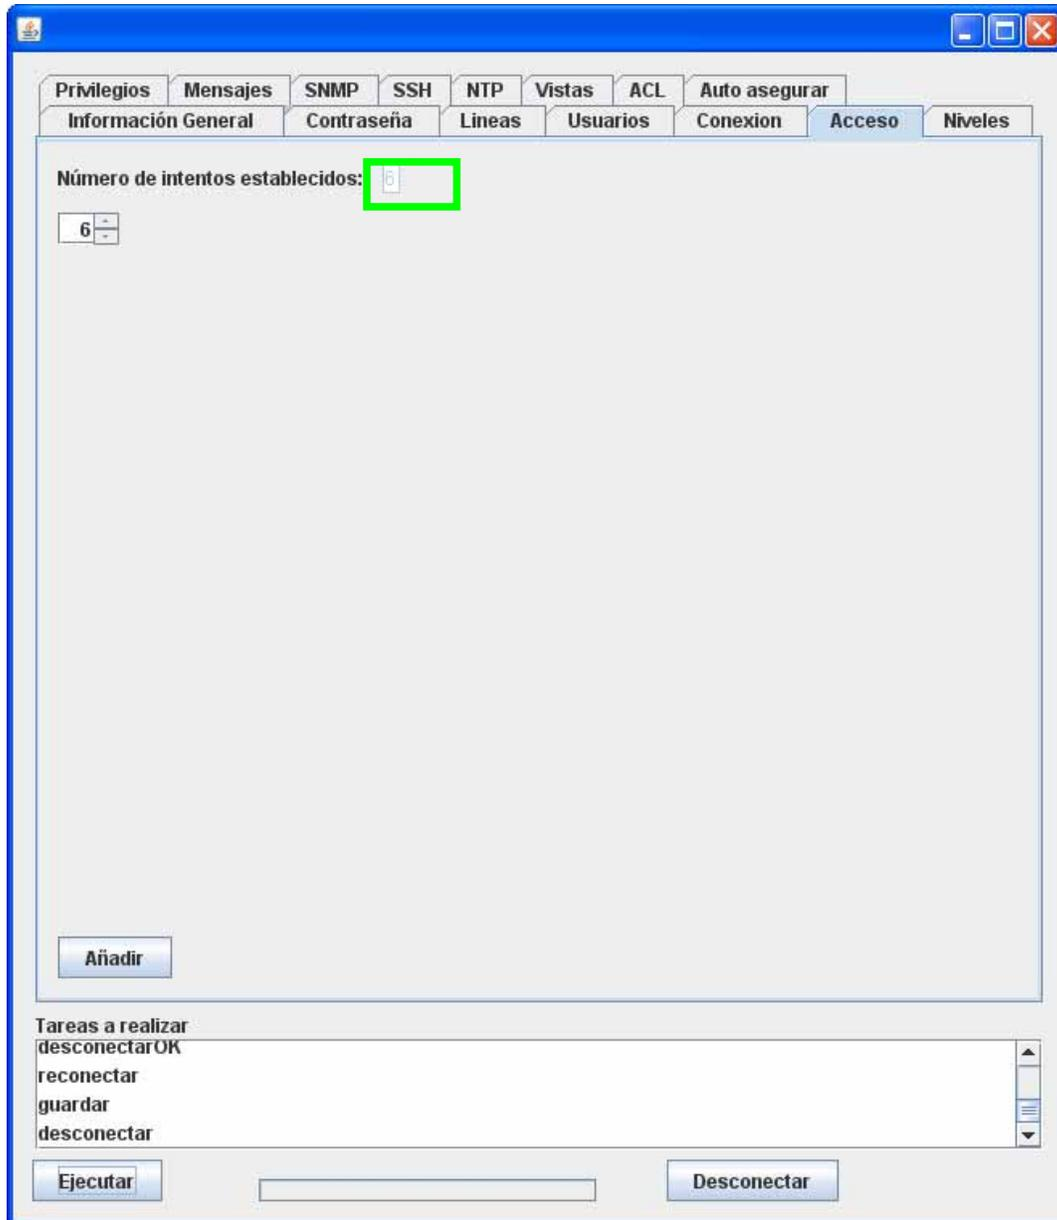 Privilegios Mensajes SNMP SSH NTP Vistas ACL Auto asegurar
Información General Contraseña Lineas Usuarios Conexion Acceso Niveles
Número de intentos establecidos: 6
6
Añadir
Tareas a realizar
desconectarOK
reconectar
guardar
desconectar
Ejecutar Desconectar